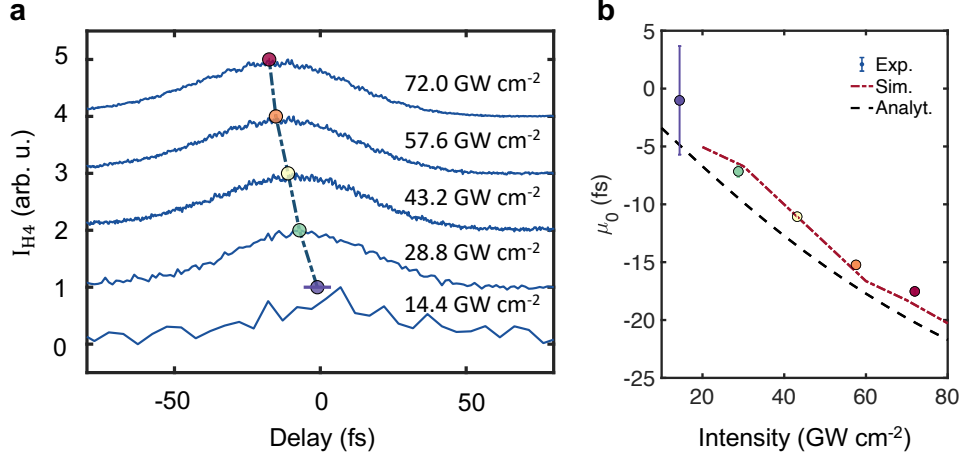 a
I_H4 (arb. u.)
5
4
3
2
1
0
72.0 GW cm⁻²
57.6 GW cm⁻²
43.2 GW cm⁻²
28.8 GW cm⁻²
14.4 GW cm⁻²
-50
0
50
Delay (fs)
b
μ₀ (fs)
5
0
-5
-10
-15
-20
-25
Exp.
Sim.
Analyt.
20
40
60
80
Intensity (GW cm⁻²)